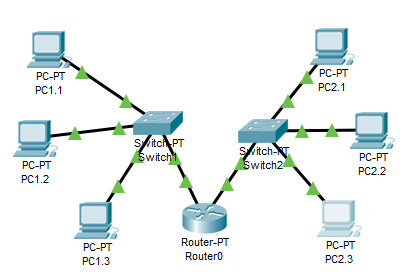 PC-PT
PC1.1
PC-PT
PC2.1
Switch-PT
Switch1
Switch-PT
Switch2
PC-PT
PC1.2
PC-PT
PC2.2
PC-PT
PC1.3
Router-PT
Router0
PC-PT
PC2.3